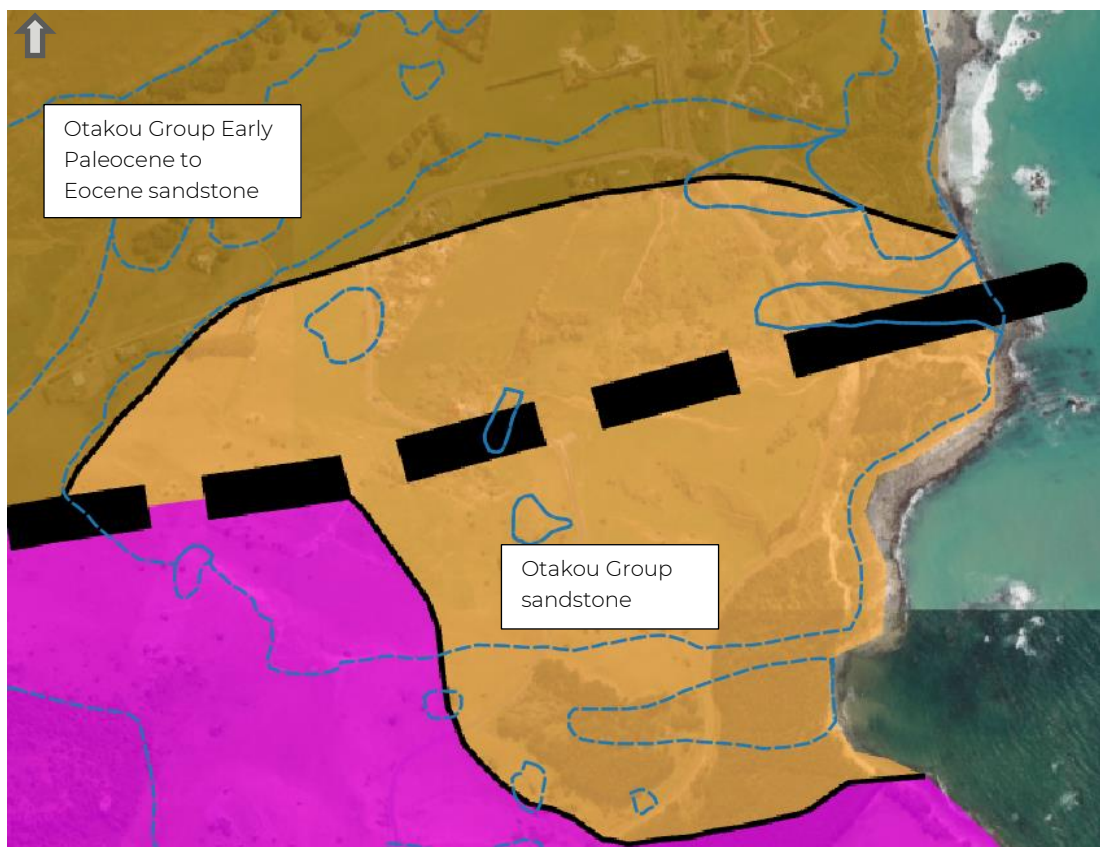 Otakou Group Early
Paleocene to
Eocene sandstone
Otakou Group
sandstone